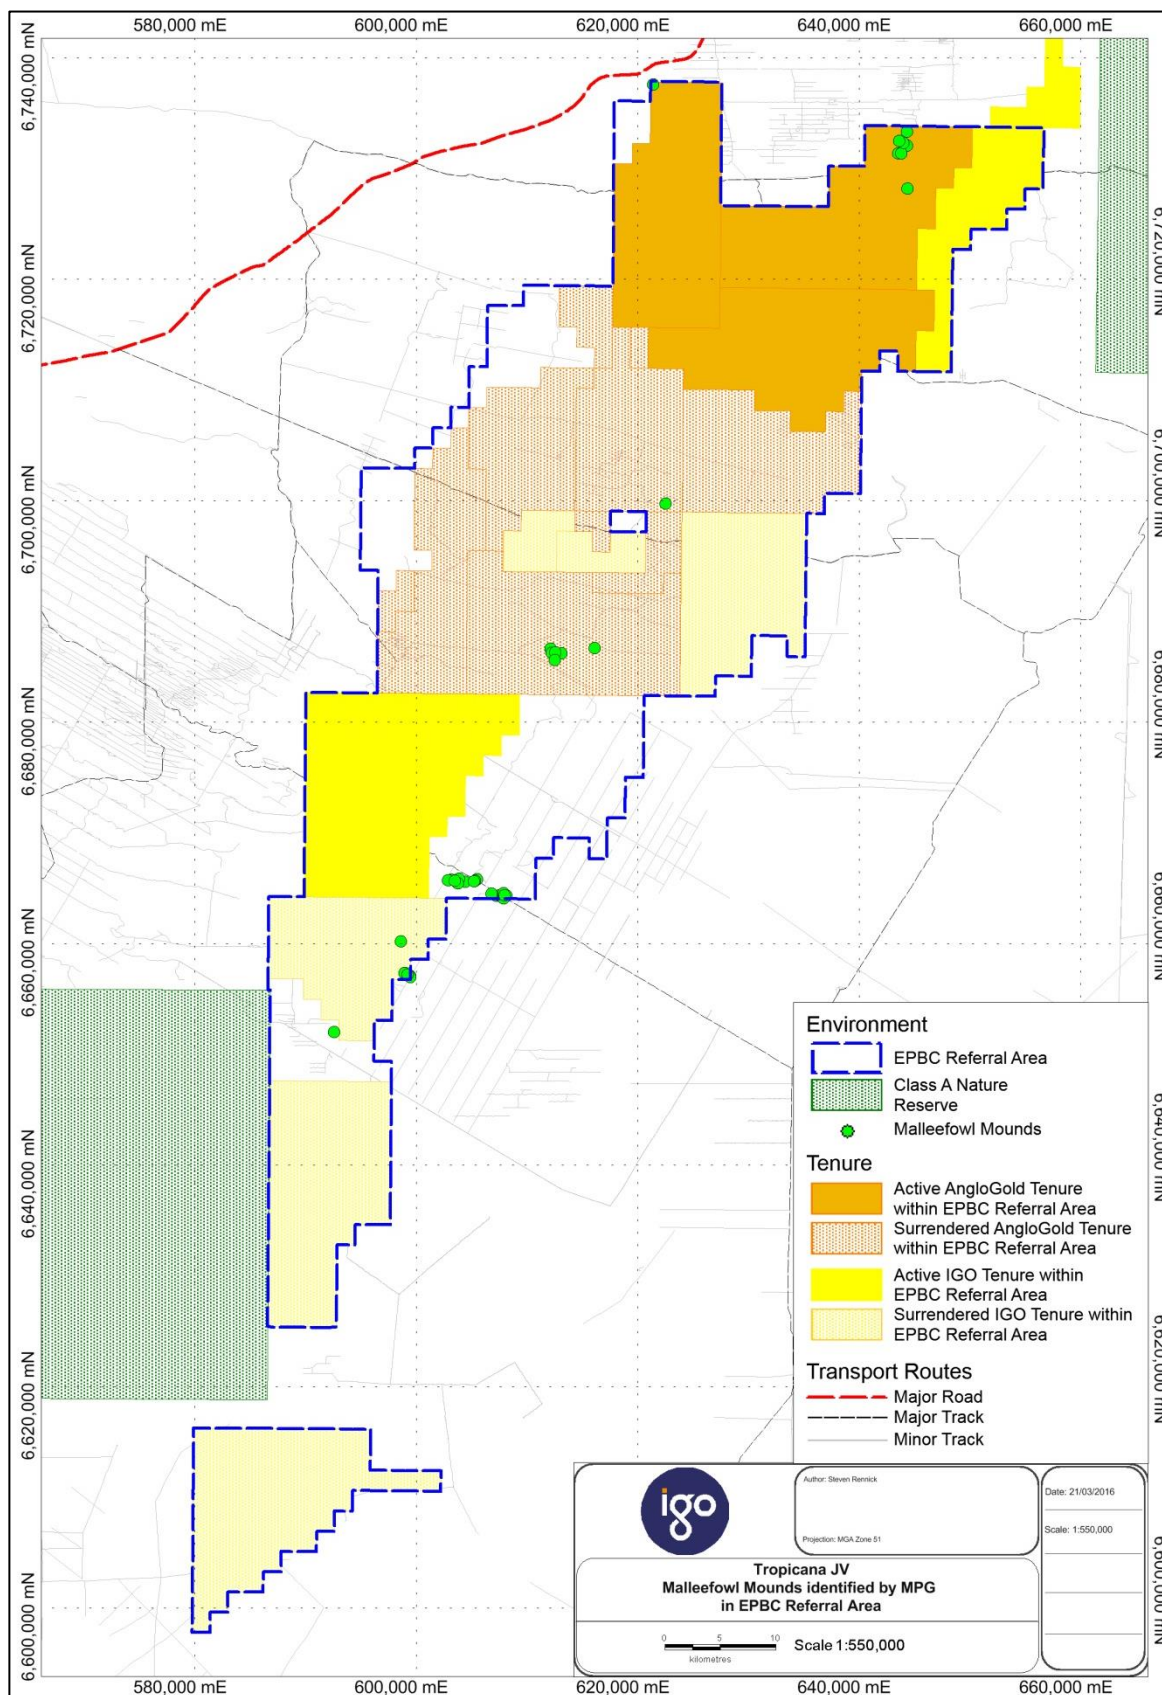 580,000 mE
600,000 mE
620,000 mE
640,000 mE
660,000 mE
6,740,000 mN
6,720,000 mN
6,700,000 mN
6,680,000 mN
6,660,000 mN
6,640,000 mN
6,620,000 mN
6,600,000 mN
6,720,000 mN
6,700,000 mN
6,680,000 mN
6,660,000 mN
6,640,000 mN
6,620,000 mN
6,600,000 mN
Environment
EPBC Referral Area
Class A Nature
Reserve
Malleefowl Mounds
Tenure
Active AngloGold Tenure
within EPBC Referral Area
Surrendered AngloGold Tenure
within EPBC Referral Area
Active IGO Tenure within
EPBC Referral Area
Surrendered IGO Tenure within
EPBC Referral Area
Transport Routes
Major Road
Major Track
Minor Track
igo
Author: Steven Rennick
Projection: MGA Zone 51
Date: 21/03/2016
Scale: 1:550,000
Tropicana JV
Malleefowl Mounds identified by MPG
in EPBC Referral Area
0 5 10
kilometres
Scale 1:550,000
580,000 mE
600,000 mE
620,000 mE
640,000 mE